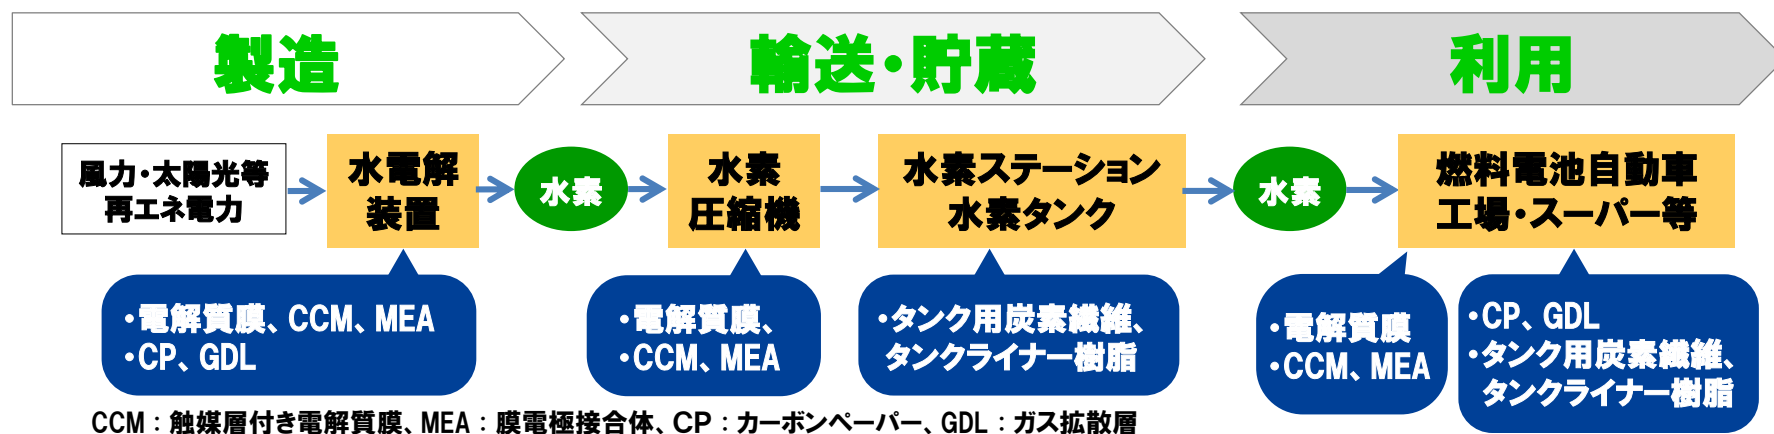 製造
輸送・貯蔵
利用
風力・太陽光等
再エネ電力
水電解
装置
水素
水素
圧縮機
水素ステーション
水素タンク
水素
燃料電池自動車
工場・スーパー等
・電解質膜、CCM、MEA
・CP、GDL
・電解質膜、
・CCM、MEA
・タンク用炭素繊維、
タンクライナー樹脂
・電解質膜
・CCM、MEA
・CP、GDL
・タンク用炭素繊維、
タンクライナー樹脂
CCM：触媒層付き電解質膜、MEA：膜電極接合体、CP：カーボンペーパー、GDL：ガス拡散層